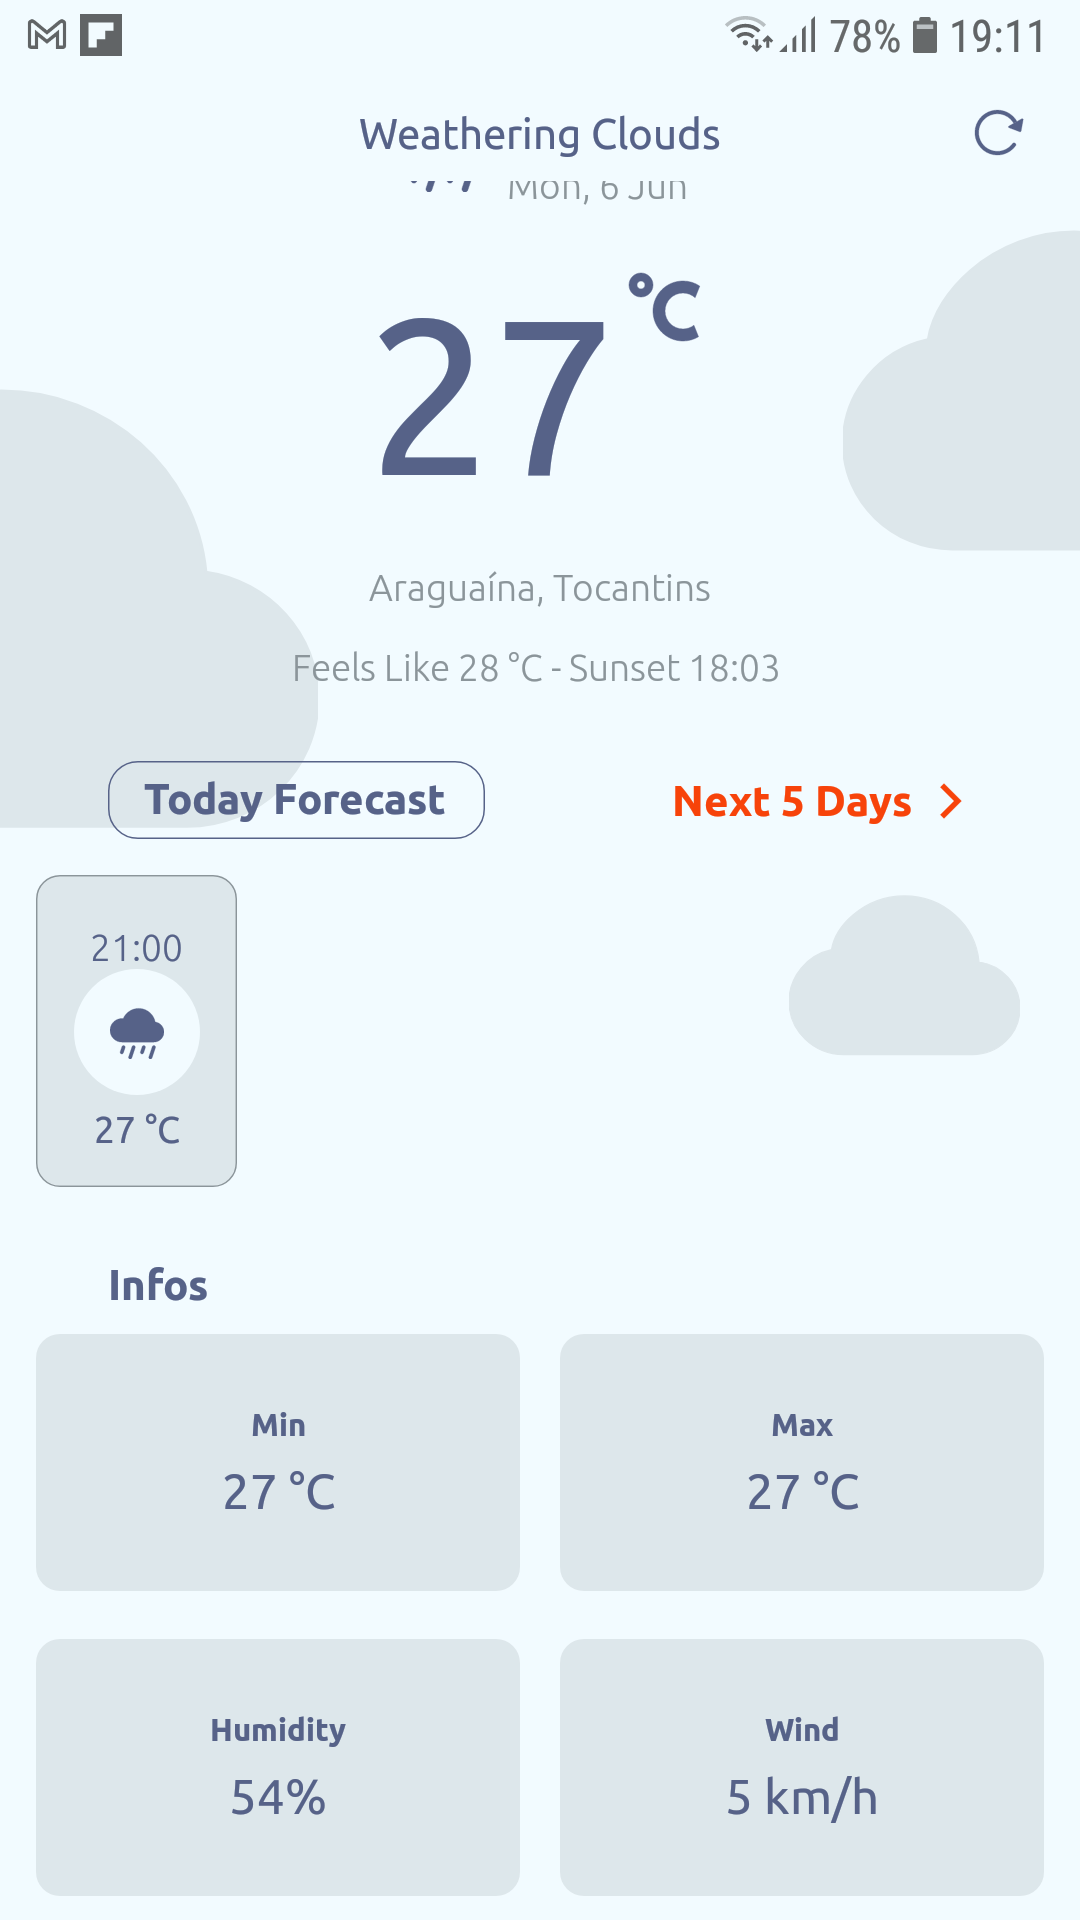 78% 19:11
Weathering Clouds
Mon, 6 Jun
27 °C
Araguaína, Tocantins
Feels Like 28 °C - Sunset 18:03
Today Forecast
Next 5 Days
21:00
27 °C
Infos
Min
27 °C
Max
27 °C
Humidity
54%
Wind
5 km/h